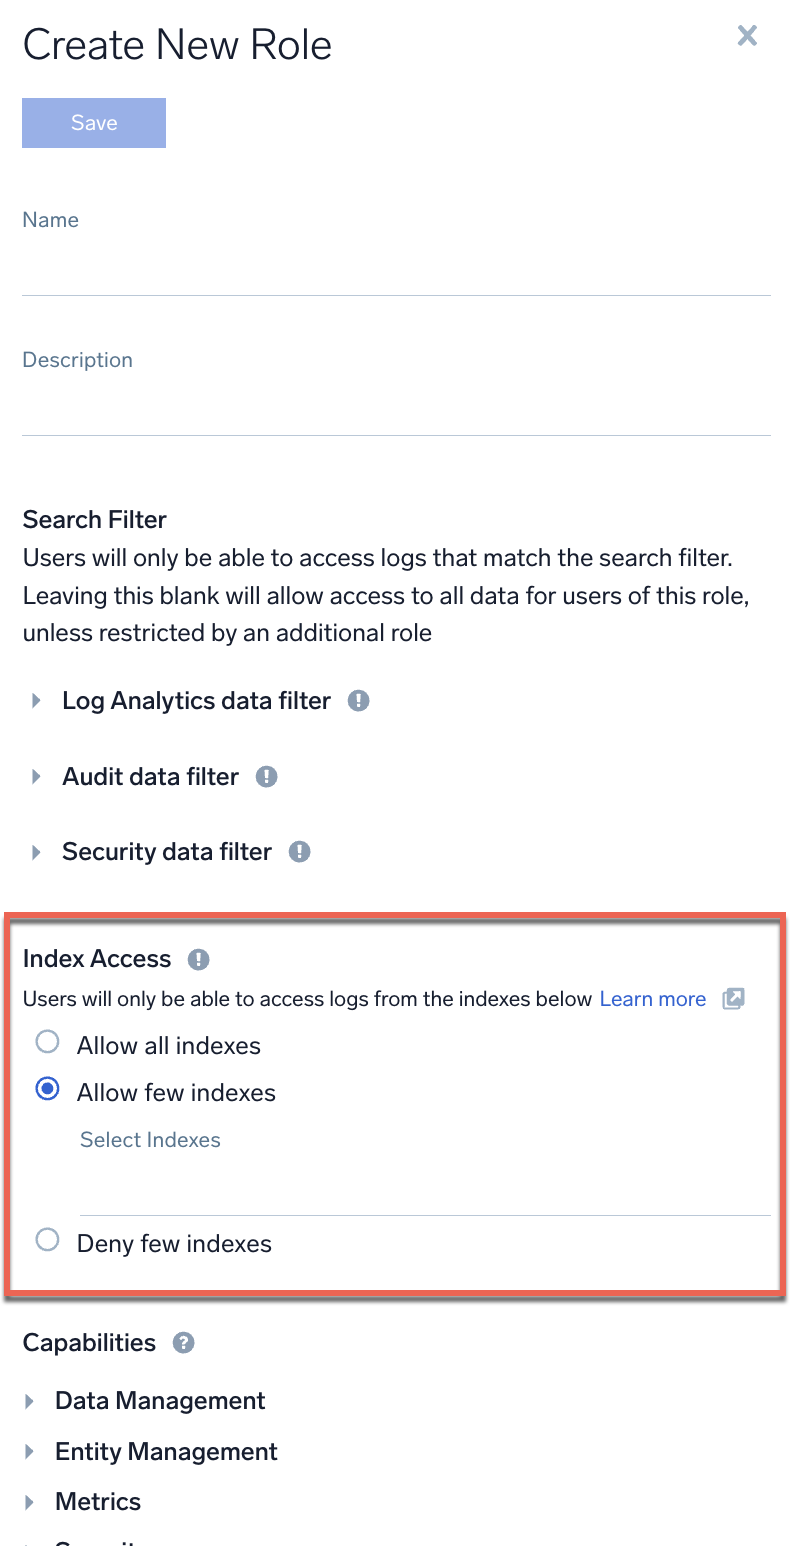 Create New Role
Save
Name
Description
Search Filter
Users will only be able to access logs that match the search filter.
Leaving this blank will allow access to all data for users of this role,
unless restricted by an additional role
Log Analytics data filter
Audit data filter
Security data filter
Index Access
Users will only be able to access logs from the indexes below Learn more
Allow all indexes
Allow few indexes
Select Indexes
Deny few indexes
Capabilities
Data Management
Entity Management
Metrics